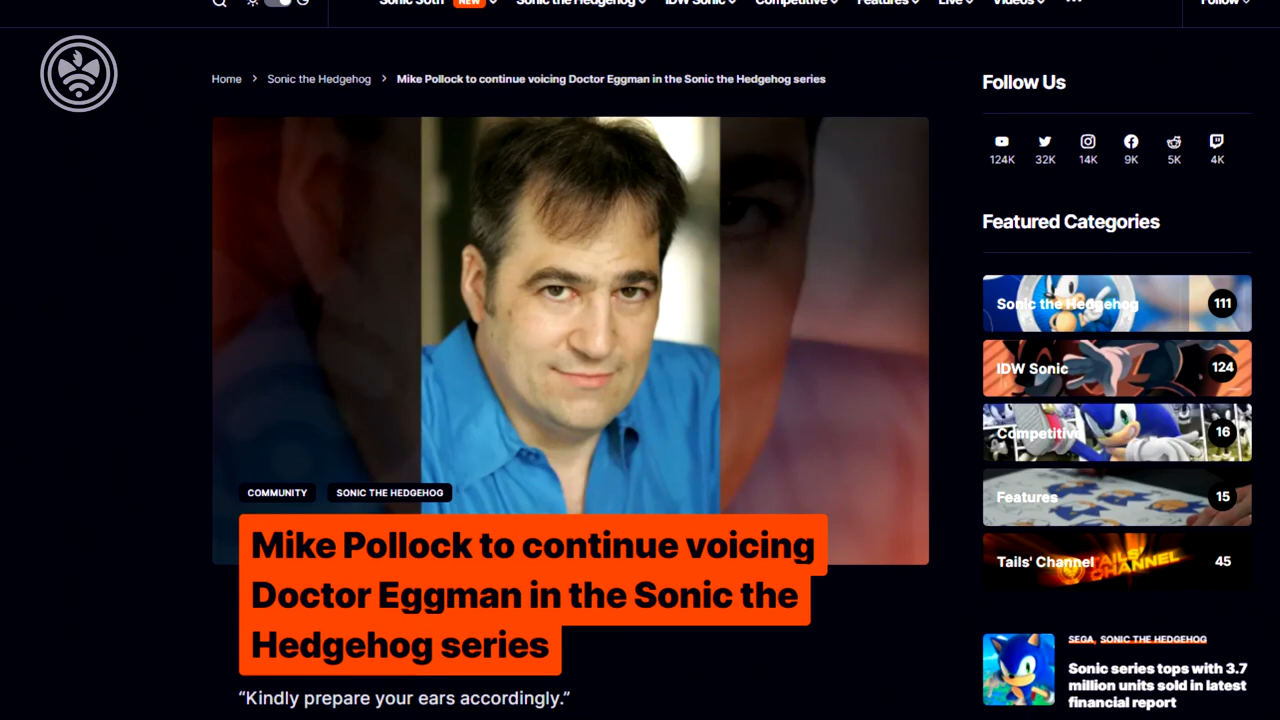 Sonic 30th NEW Sonic the Hedgehog IDW Sonic Competitive Features Live Videos Follow
Home > Sonic the Hedgehog > Mike Pollock to continue voicing Doctor Eggman in the Sonic the Hedgehog series
COMMUNITY SONIC THE HEDGEHOG
Mike Pollock to continue voicing
Doctor Eggman in the Sonic the
Hedgehog series
“Kindly prepare your ears accordingly.”
Follow Us
124K 32K 14K 9K 5K 4K
Featured Categories
Sonic the Hedgehog 111
IDW Sonic 124
Competitive 16
Features 15
Tails' Channel 45
TAILS'
CHANNEL
SEGA, SONIC THE HEDGEHOG
Sonic series tops with 3.7
million units sold in latest
financial report